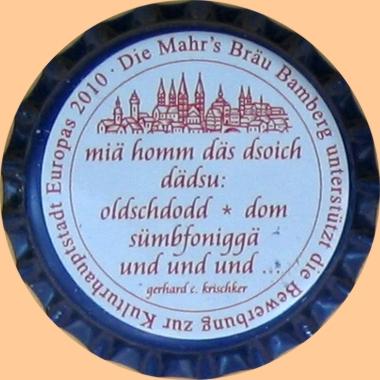 Die Mahr's Bräu Bamberg unterstützt die Bewerbung zur Kulturhauptstadt Europas 2010 ·
miä homm däs dsoich
dädsu:
oldschdodd * dom
sümbfoniggä
und und und ...
gerhard c. krischker